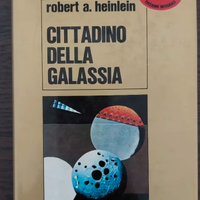 robert a. heinlein
CITTADINO
DELLA
GALASSIA